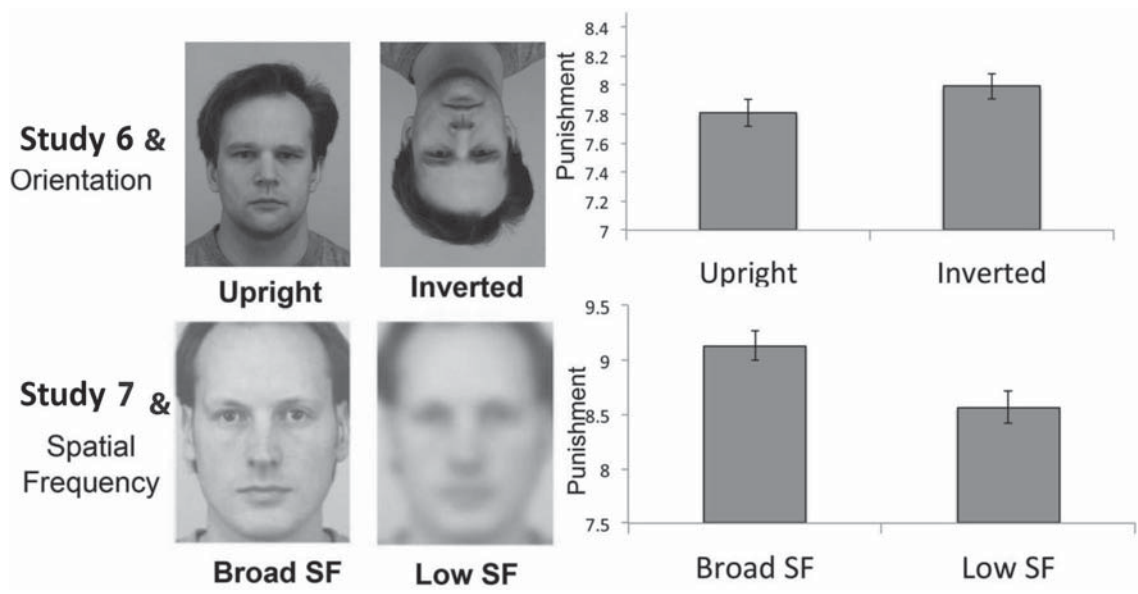 Study 6 &
Orientation
Upright
Inverted
Punishment
8.4
8.2
8
7.8
7.6
7.4
7.2
7
Upright
Inverted
Study 7 &
Spatial
Frequency
Broad SF
Low SF
Punishment
9.5
9
8.5
8
7.5
Broad SF
Low SF